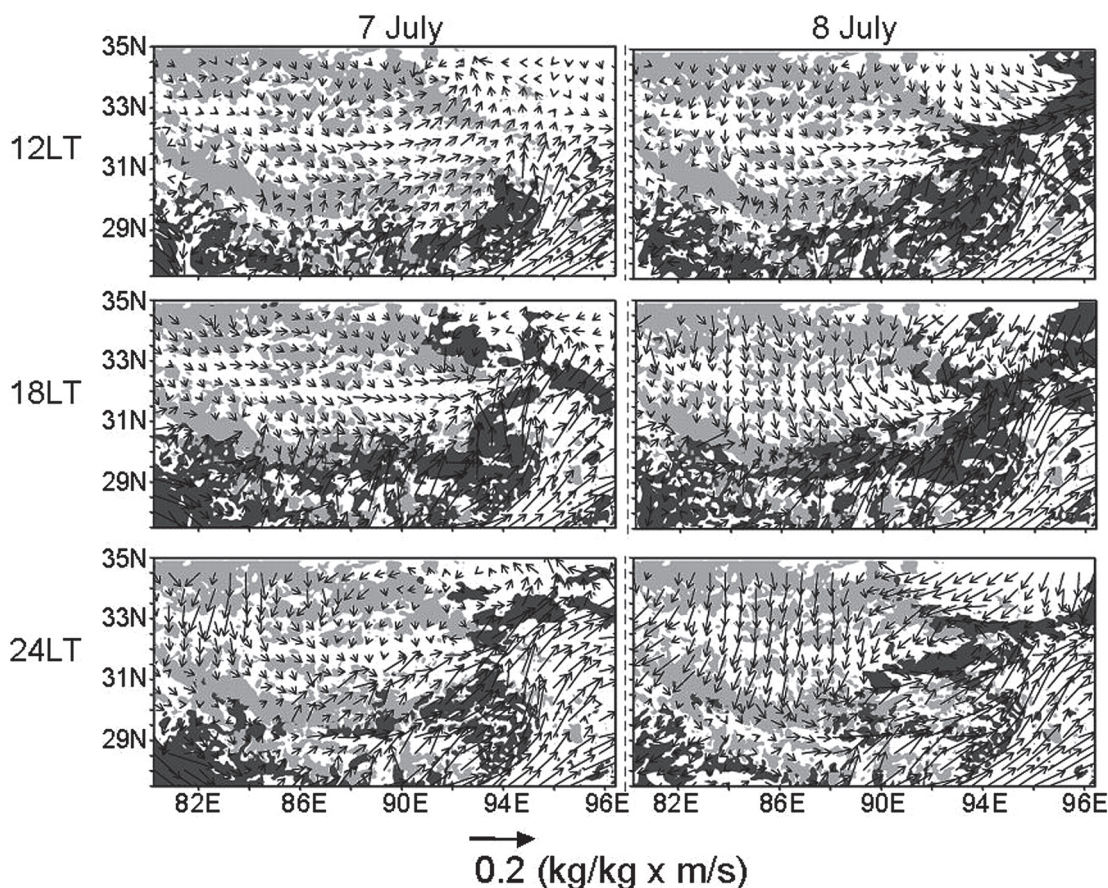 7 July 8 July
35N
33N
12LT
31N
29N
35N
33N
18LT
31N
29N
35N
33N
24LT
31N
29N
82E 86E 90E 94E 96E 82E 86E 90E 94E 96E
0.2 (kg/kg x m/s)